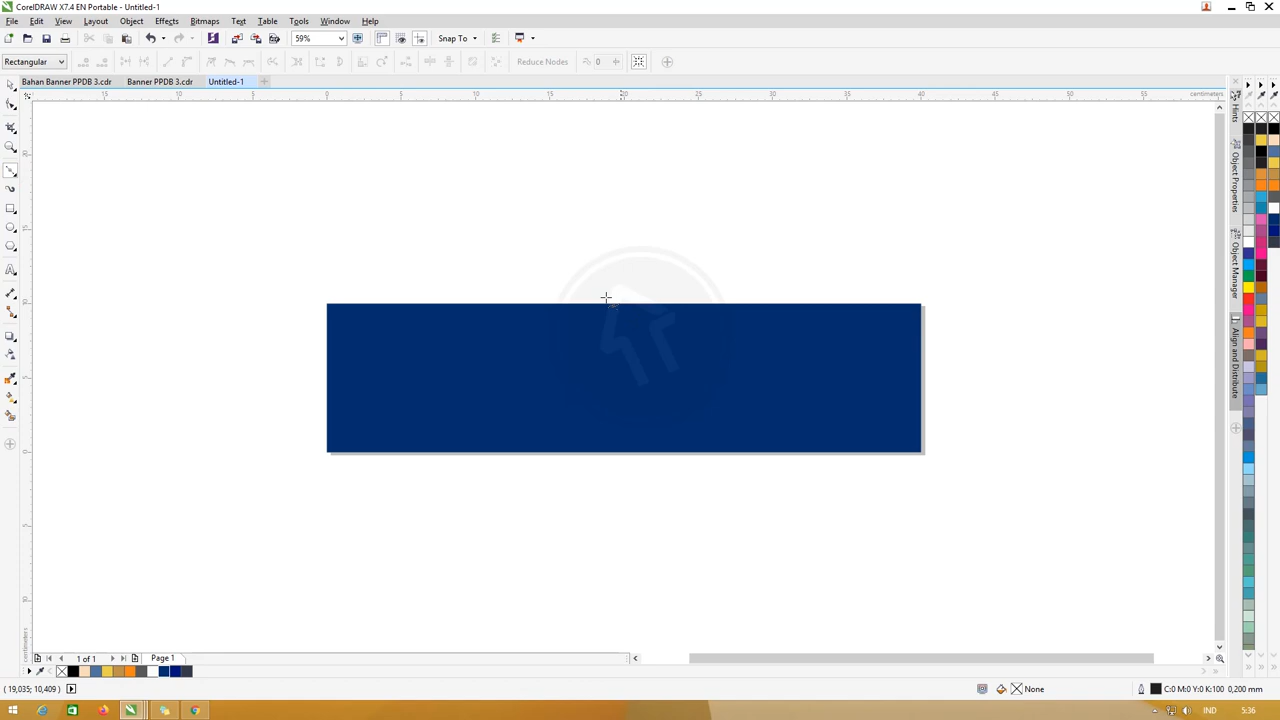 CorelDRAW X7.4 EN Portable - Untitled-1
File Edit View Layout Object Effects Bitmaps Text Table Tools Window Help
59% Snap To
Rectangular Reduce Nodes 0
Bahan Banner PPDB 3.cdr Banner PPDB 3.cdr Untitled-1
15 10 5 0 5 10 15 20 25 30 35 40 45 50 55 centimeters
Hints
Object Properties
Object Manager
Align and Distribute
centimeters
1 of 1 Page 1
( 19,035; 10,409 ) None C:0 M:0 Y:0 K:100 0,200 mm
IND 5:36